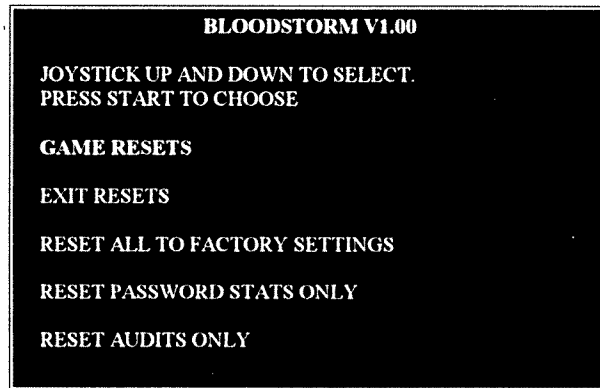 BLOODSTORM V1.00
JOYSTICK UP AND DOWN TO SELECT.
PRESS START TO CHOOSE
GAME RESETS
EXIT RESETS
RESET ALL TO FACTORY SETTINGS
RESET PASSWORD STATS ONLY
RESET AUDITS ONLY